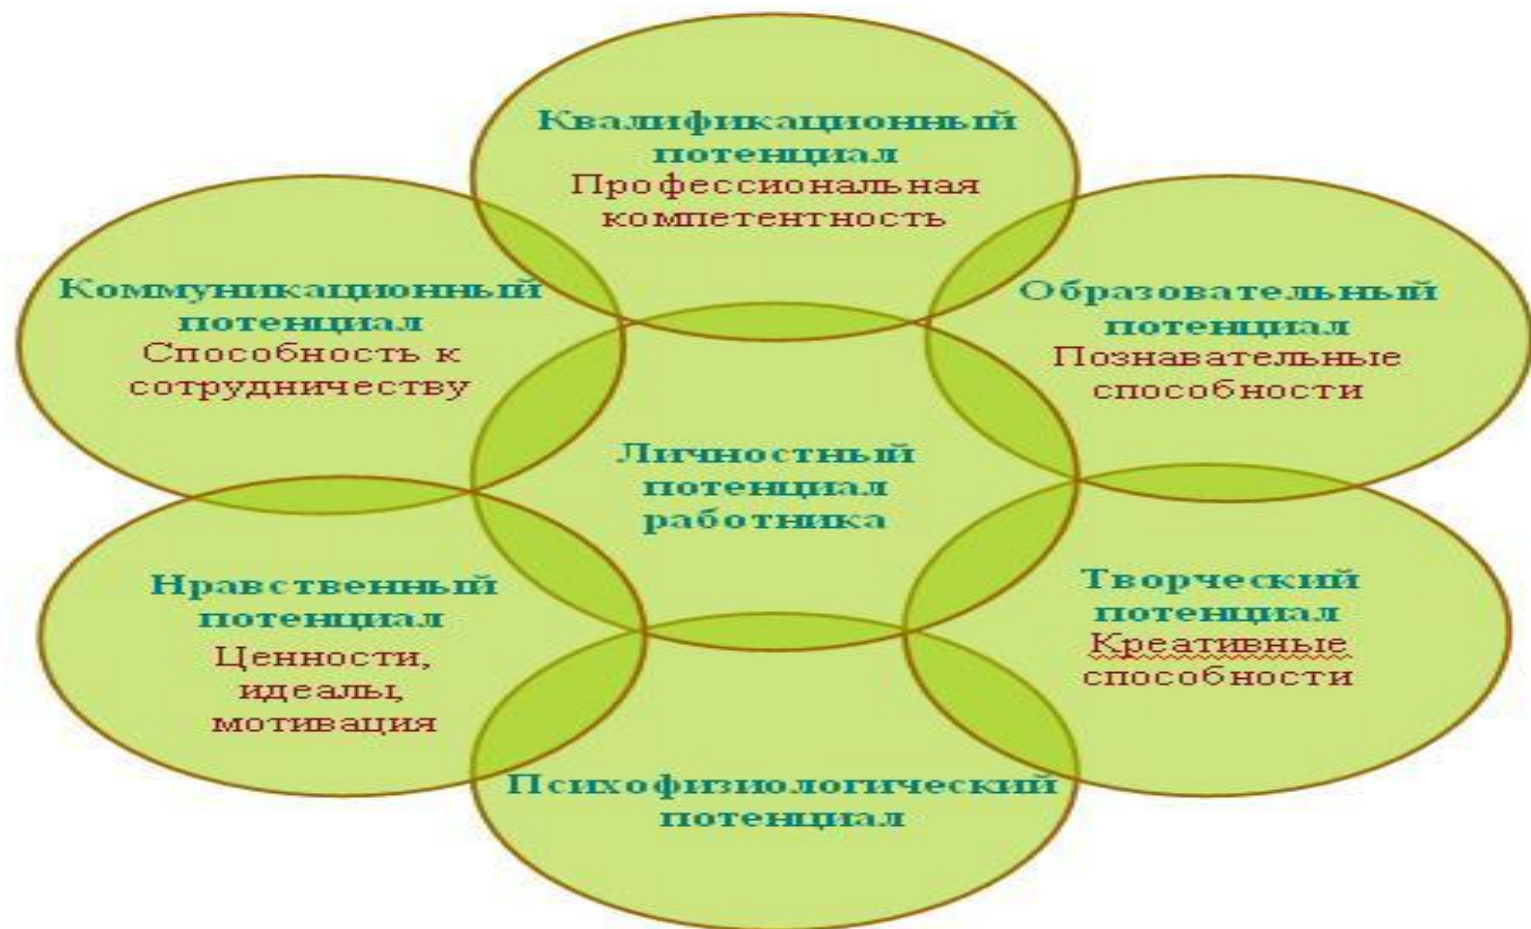 Квалификационный
потенциал
Профессиональная
компетентность
Коммуникационный
потенциал
Способность к
сотрудничеству
Образовательный
потенциал
Познавательные
способности
Личностный
потенциал
работника
Нравственный
потенциал
Ценности,
идеалы,
мотивация
Творческий
потенциал
Креативные
способности
Психофизиологический
потенциал